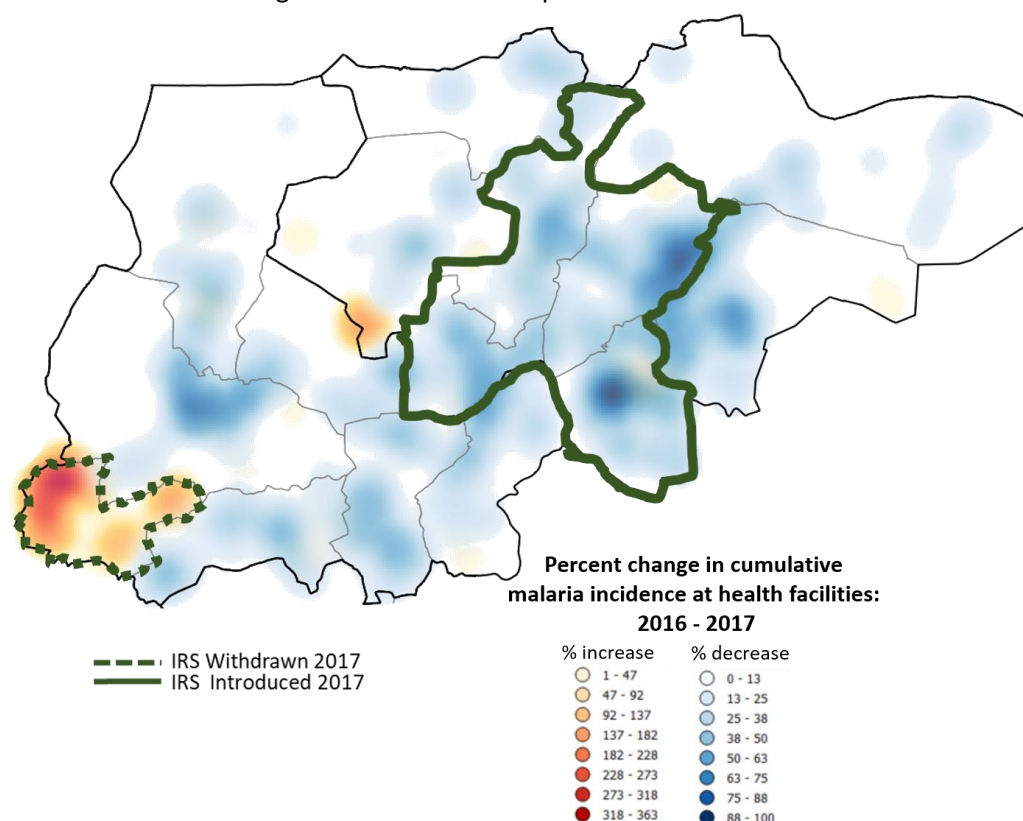 Percent change in cumulative
malaria incidence at health facilities:
2016 - 2017
% increase
1 - 47
47 - 92
92 - 137
137 - 182
182 - 228
228 - 273
273 - 318
318 - 363
% decrease
0 - 13
13 - 25
25 - 38
38 - 50
50 - 63
63 - 75
75 - 88
88 - 100
IRS Withdrawn 2017
IRS Introduced 2017